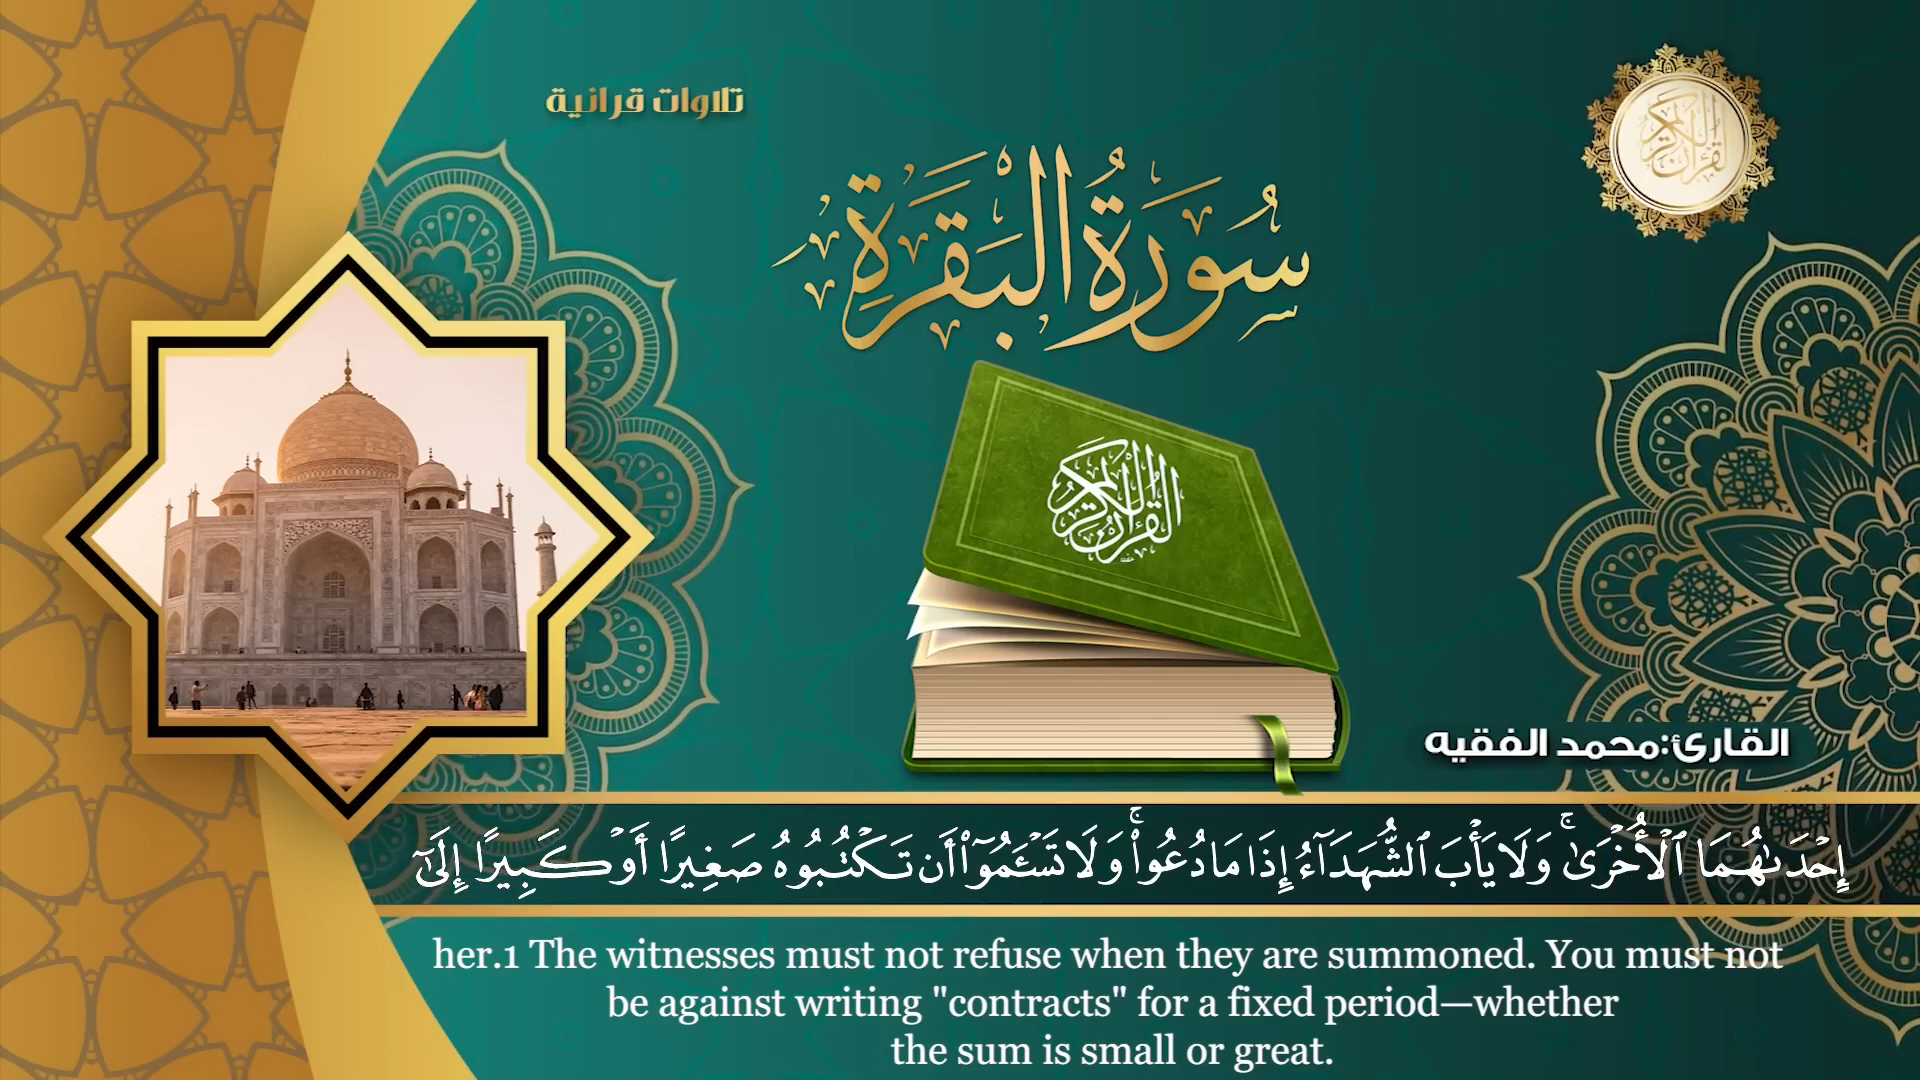 تلاوات قرانية
القرآن الكريم
سُورَةُ البَقَرَةِ
القرآن الكريم
القارئ:محمد الفقيه
إِحۡدَىٰهُمَا ٱلۡأُخۡرَىٰۚ وَلَا يَأۡبَ ٱلشُّهَدَآءُ إِذَا مَا دُعُواْۚ وَلَا تَسۡـَٔمُوٓاْ أَن تَكۡتُبُوهُ صَغِيرًا أَوۡ كَبِيرًا إِلَىٰٓ
her.1 The witnesses must not refuse when they are summoned. You must not
be against writing "contracts" for a fixed period—whether
the sum is small or great.